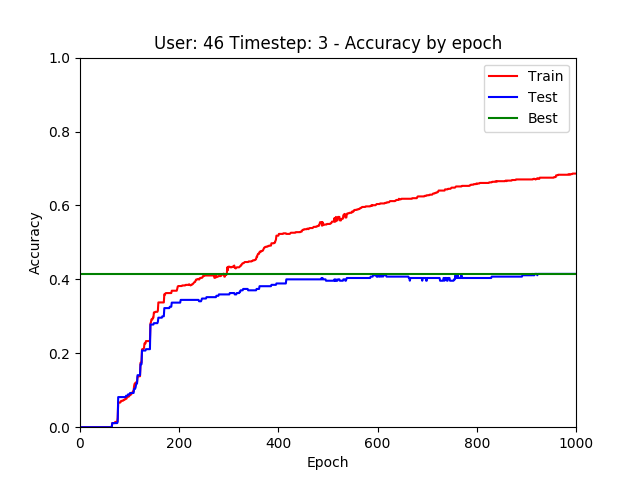 User: 46 Timestep: 3 - Accuracy by epoch
1.0
0.8
0.6
0.4
0.2
0.0
Accuracy
Train
Test
Best
0 200 400 600 800 1000
Epoch